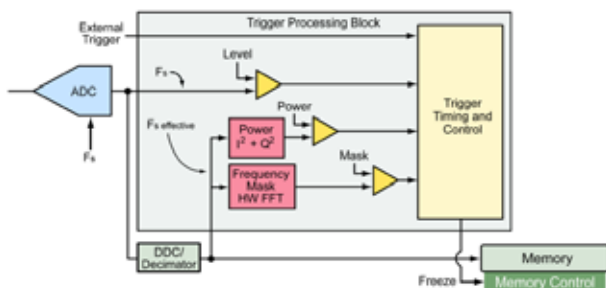 Trigger Processing Block
External
Trigger
Level
Fs
ADC
Fs
Power
Fs effective
Power
I² + Q²
Trigger
Timing and
Control
Mask
Frequency
Mask
HW FFT
DDC/
Decimator
Memory
Freeze
Memory Control